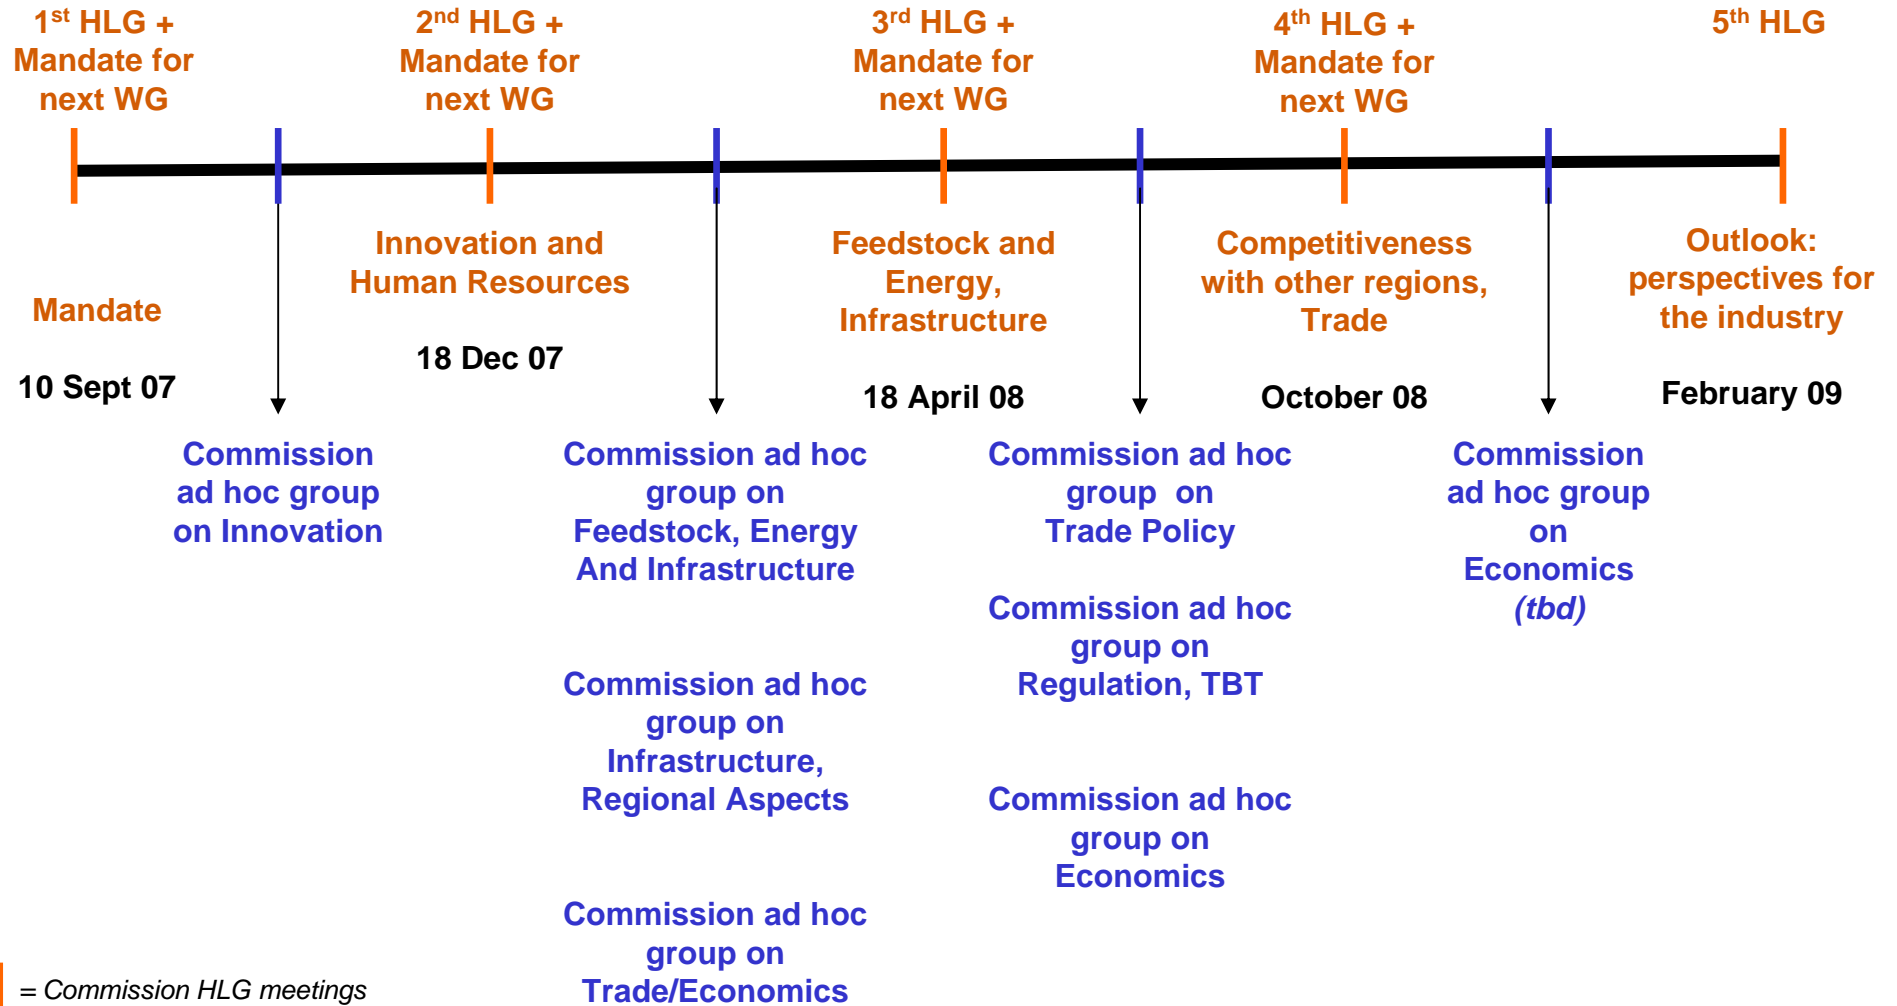 1st HLG +
Mandate for
next WG
2nd HLG +
Mandate for
next WG
3rd HLG +
Mandate for
next WG
4th HLG +
Mandate for
next WG
5th HLG
Mandate
10 Sept 07
Innovation and
Human Resources
18 Dec 07
Feedstock and
Energy,
Infrastructure
18 April 08
Competitiveness
with other regions,
Trade
October 08
Outlook:
perspectives for
the industry
February 09
Commission
ad hoc group
on Innovation
Commission ad hoc
group on
Feedstock, Energy
And Infrastructure
Commission ad hoc
group on
Infrastructure,
Regional Aspects
Commission ad hoc
group on
Trade/Economics
Commission ad hoc
group on
Trade Policy
Commission ad hoc
group on
Regulation, TBT
Commission ad hoc
group on
Economics
Commission
ad hoc group
on
Economics
(tbd)
= Commission HLG meetings